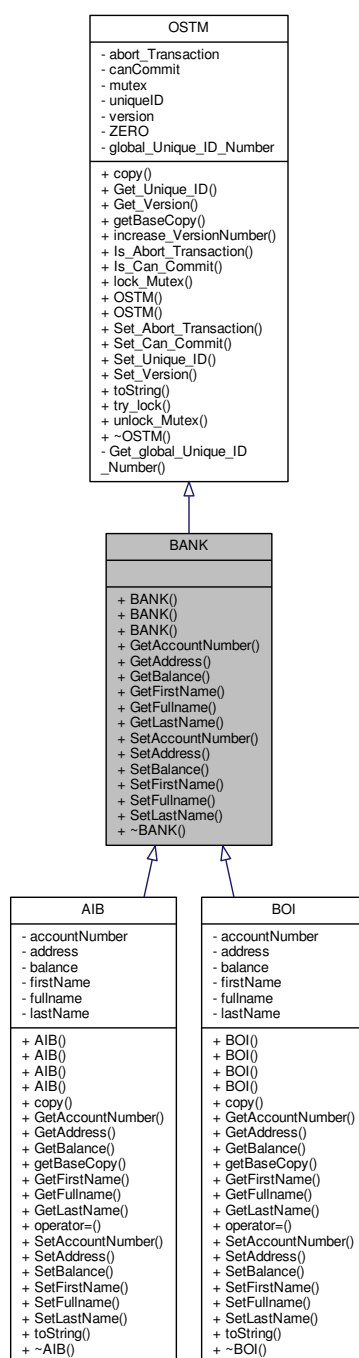 OSTM
- abort_Transaction
- canCommit
- mutex
- uniqueID
- version
- ZERO
- global_Unique_ID_Number
+ copy()
+ Get_Unique_ID()
+ Get_Version()
+ getBaseCopy()
+ increase_VersionNumber()
+ Is_Abort_Transaction()
+ Is_Can_Commit()
+ lock_Mutex()
+ OSTM()
+ OSTM()
+ Set_Abort_Transaction()
+ Set_Can_Commit()
+ Set_Unique_ID()
+ Set_Version()
+ toString()
+ try_lock()
+ unlock_Mutex()
+ ~OSTM()
- Get_global_Unique_ID
_Number()
BANK
+ BANK()
+ BANK()
+ BANK()
+ GetAccountNumber()
+ GetAddress()
+ GetBalance()
+ GetFirstName()
+ GetFullname()
+ GetLastName()
+ SetAccountNumber()
+ SetAddress()
+ SetBalance()
+ SetFirstName()
+ SetFullname()
+ SetLastName()
+ ~BANK()
AIB
- accountNumber
- address
- balance
- firstName
- fullname
- lastName
+ AIB()
+ AIB()
+ AIB()
+ AIB()
+ copy()
+ GetAccountNumber()
+ GetAddress()
+ GetBalance()
+ getBaseCopy()
+ GetFirstName()
+ GetFullname()
+ GetLastName()
+ operator=()
+ SetAccountNumber()
+ SetAddress()
+ SetBalance()
+ SetFirstName()
+ SetFullname()
+ SetLastName()
+ toString()
+ ~AIB()
BOI
- accountNumber
- address
- balance
- firstName
- fullname
- lastName
+ BOI()
+ BOI()
+ BOI()
+ BOI()
+ copy()
+ GetAccountNumber()
+ GetAddress()
+ GetBalance()
+ getBaseCopy()
+ GetFirstName()
+ GetFullname()
+ GetLastName()
+ operator=()
+ SetAccountNumber()
+ SetAddress()
+ SetBalance()
+ SetFirstName()
+ SetFullname()
+ SetLastName()
+ toString()
+ ~BOI()